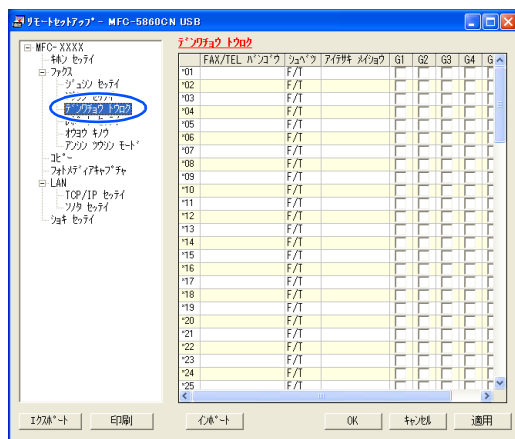 ﾘﾓｰﾄｾｯﾄｱｯﾌﾟ - MFC-5860CN USB
MFC-XXXX
ｷﾎﾝ ｾｯﾃｲ
ﾌｧｸｽ
ｼﾞｭｼﾝ ｾｯﾃｲ
ｾｯﾃｲ
ﾃﾞﾝﾜﾁｮｳ ﾄｳﾛｸ
ｾｯﾃｲ
ｵｳﾖｳ ｷﾉｳ
ｱﾝｼﾝ ﾂｳｼﾝ ﾓｰﾄﾞ
ｺﾋﾟｰ
ﾌｫﾄﾒﾃﾞｨｱｷｬﾌﾟﾁｬ
LAN
TCP/IP ｾｯﾃｲ
ｿﾉﾀ ｾｯﾃｲ
ｼｮｷ ｾｯﾃｲ
ﾃﾞﾝﾜﾁｮｳ ﾄｳﾛｸ
FAX/TEL ﾊﾞﾝｺﾞｳ ｼｭﾍﾞﾂ ｱｲﾃｻｷ ﾒｲｼｮｳ G1 G2 G3 G4 G
*01 F/T
*02 F/T
*03 F/T
*04 F/T
*05 F/T
*06 F/T
*07 F/T
*08 F/T
*09 F/T
*10 F/T
*11 F/T
*12 F/T
*13 F/T
*14 F/T
*15 F/T
*16 F/T
*17 F/T
*18 F/T
*19 F/T
*20 F/T
*21 F/T
*22 F/T
*23 F/T
*24 F/T
*25 F/T
ｴｸｽﾎﾟｰﾄ 印刷 ｲﾝﾎﾟｰﾄ OK ｷｬﾝｾﾙ 適用